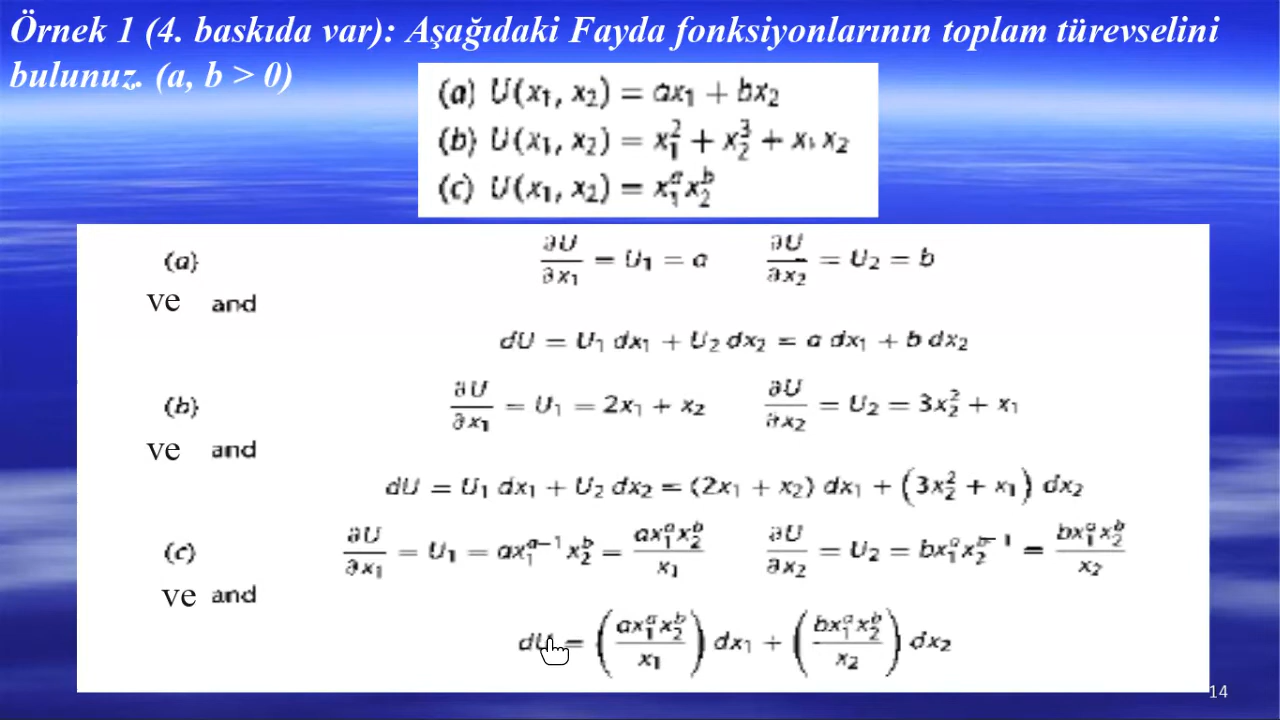 Örnek 1 (4. baskıda var): Aşağıdaki Fayda fonksiyonlarının toplam türevselini
bulunuz. (a, b > 0)
(a) U(x₁, x₂) = ax₁ + bx₂
(b) U(x₁, x₂) = x₁² + x₂³ + x₁x₂
(c) U(x₁, x₂) = x₁ᵃx₂ᵇ
(a) ∂U/∂x₁ = U₁ = a ∂U/∂x₂ = U₂ = b
ve and
dU = U₁ dx₁ + U₂ dx₂ = a dx₁ + b dx₂
(b) ∂U/∂x₁ = U₁ = 2x₁ + x₂ ∂U/∂x₂ = U₂ = 3x₂² + x₁
ve and
dU = U₁ dx₁ + U₂ dx₂ = (2x₁ + x₂) dx₁ + (3x₂² + x₁) dx₂
(c) ∂U/∂x₁ = U₁ = ax₁ᵃ⁻¹x₂ᵇ = ax₁ᵃx₂ᵇ/x₁ ∂U/∂x₂ = U₂ = bx₁ᵃx₂ᵇ⁻¹ = bx₁ᵃx₂ᵇ/x₂
ve and
dU = (ax₁ᵃx₂ᵇ/x₁) dx₁ + (bx₁ᵃx₂ᵇ/x₂) dx₂
14